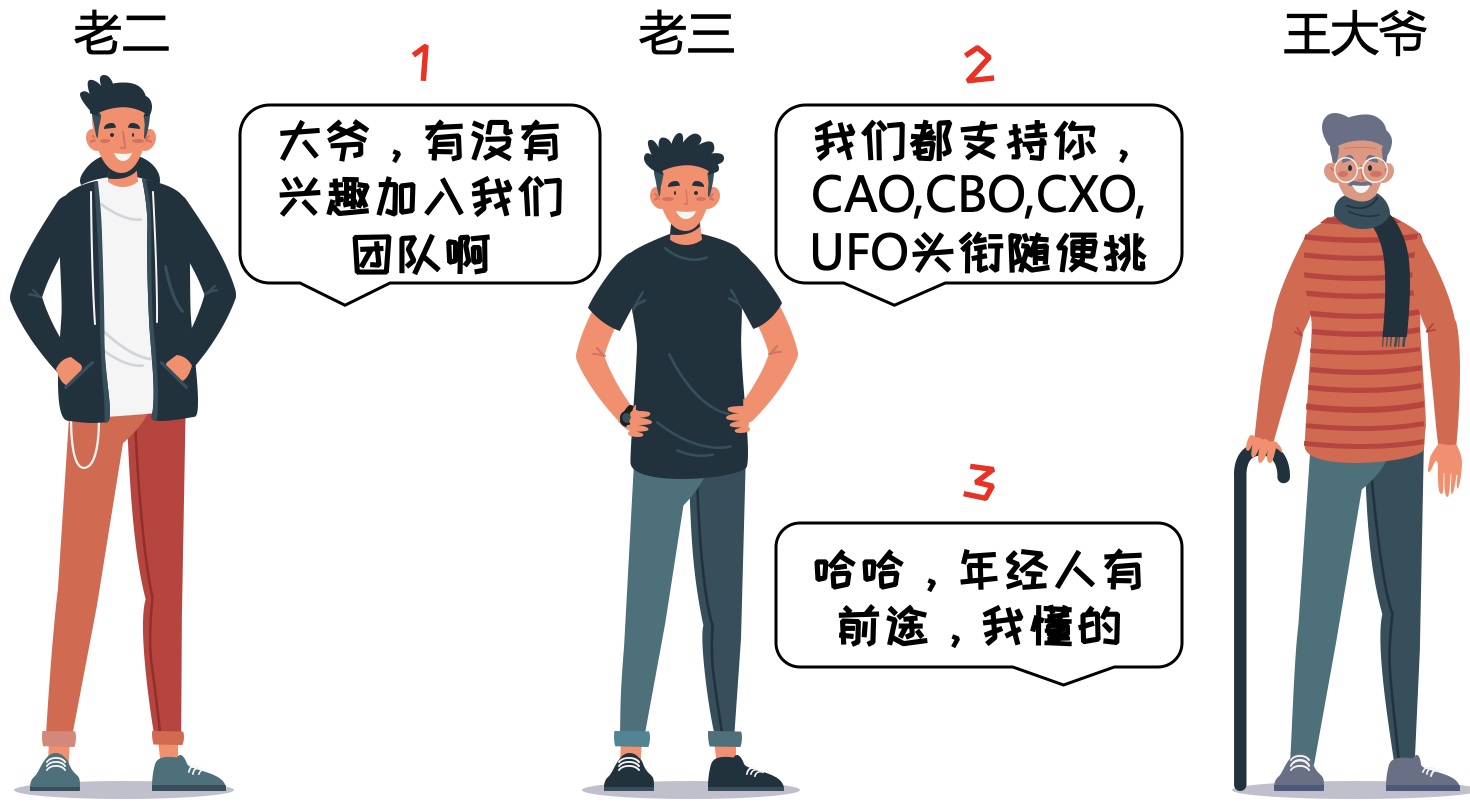 老二
老三
王大爷
1
大爷，有没有
兴趣加入我们
团队啊
2
我们都支持你，
CAO,CBO,CXO,
UFO头衔随便挑
3
哈哈，年经人有
前途，我懂的